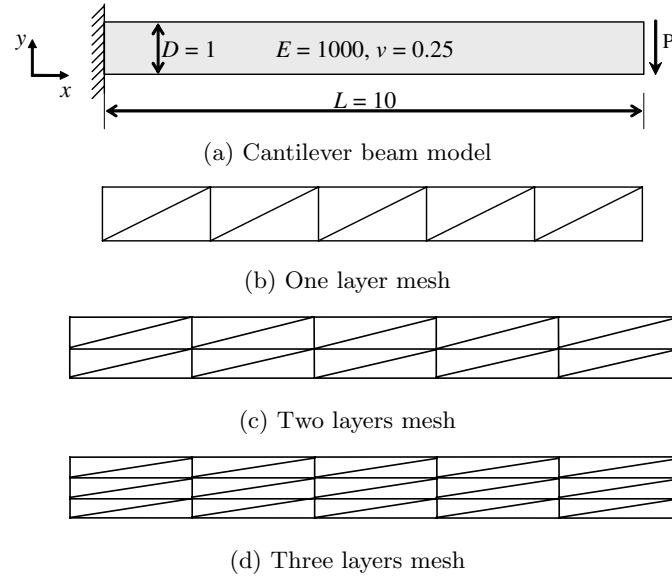 y
D = 1
E = 1000, ν = 0.25
P
x
L = 10
(a) Cantilever beam model
(b) One layer mesh
(c) Two layers mesh
(d) Three layers mesh